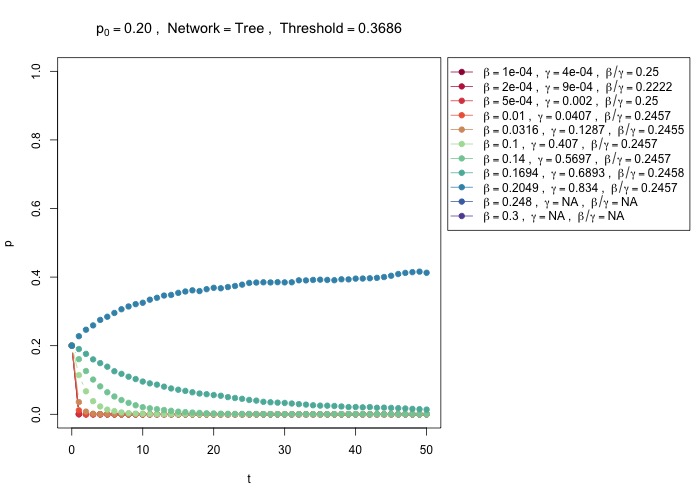 p₀ = 0.20 , Network = Tree , Threshold = 0.3686
β = 1e-04 , γ = 4e-04 , β/γ = 0.25
β = 2e-04 , γ = 9e-04 , β/γ = 0.2222
β = 5e-04 , γ = 0.002 , β/γ = 0.25
β = 0.01 , γ = 0.0407 , β/γ = 0.2457
β = 0.0316 , γ = 0.1287 , β/γ = 0.2455
β = 0.1 , γ = 0.407 , β/γ = 0.2457
β = 0.14 , γ = 0.5697 , β/γ = 0.2457
β = 0.1694 , γ = 0.6893 , β/γ = 0.2458
β = 0.2049 , γ = 0.834 , β/γ = 0.2457
β = 0.248 , γ = NA , β/γ = NA
β = 0.3 , γ = NA , β/γ = NA
1.0
0.8
0.6
0.4
0.2
0.0
p
0 10 20 30 40 50
t